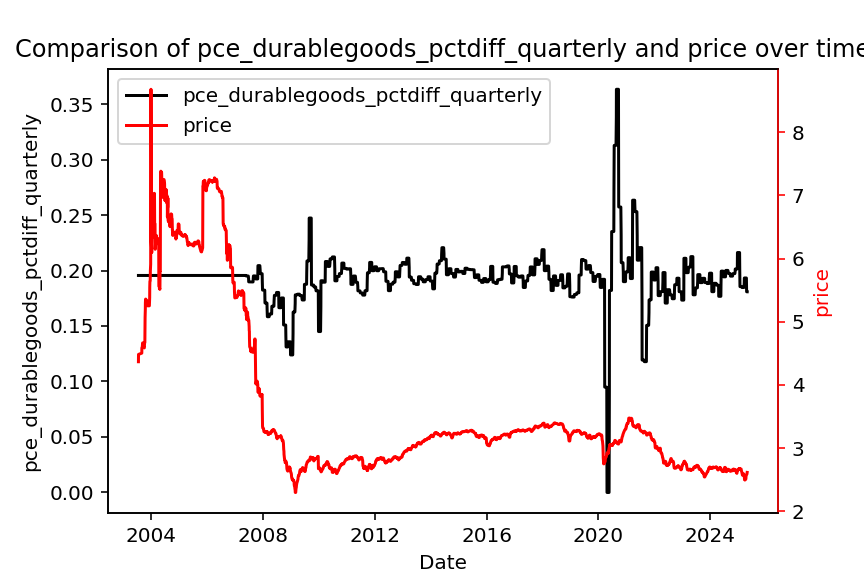 Comparison of pce_durablegoods_pctdiff_quarterly and price over time
pce_durablegoods_pctdiff_quarterly
price
0.35
0.30
0.25
0.20
0.15
0.10
0.05
0.00
pce_durablegoods_pctdiff_quarterly
8
7
6
5
4
3
2
price
2004 2008 2012 2016 2020 2024
Date